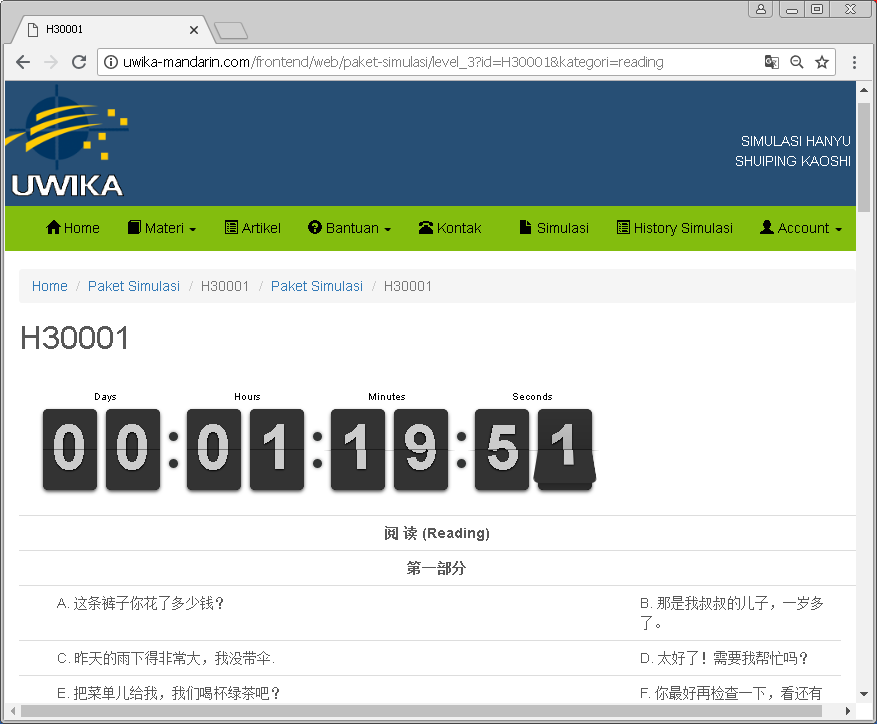 H30001
uwika-mandarin.com/frontend/web/paket-simulasi/level_3?id=H30001&kategori=reading
SIMULASI HANYU
SHUIPING KAOSHI
UWIKA
Home Materi Artikel Bantuan Kontak Simulasi History Simulasi Account
Home / Paket Simulasi / H30001 / Paket Simulasi / H30001
H30001
Days Hours Minutes Seconds
00:01:19:51
阅 读 (Reading)
第一部分
A. 这条裤子你花了多少钱？
B. 那是我叔叔的儿子，一岁多
了。
C. 昨天的雨下得非常大，我没带伞.
D. 太好了！需要我帮忙吗？
E. 把菜单儿给我，我们喝杯绿茶吧？
F. 你最好再检查一下，看还有